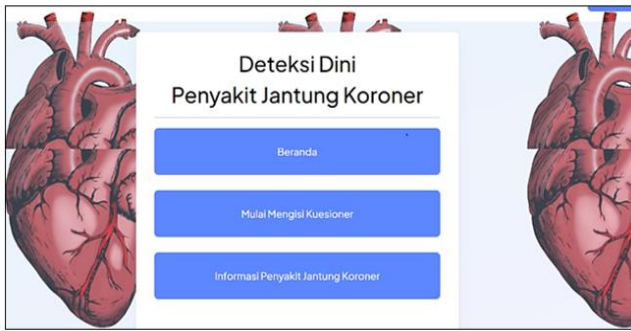 Deteksi Dini
Penyakit Jantung Koroner
Beranda
Mulai Mengisi Kuesioner
Informasi Penyakit Jantung Koroner